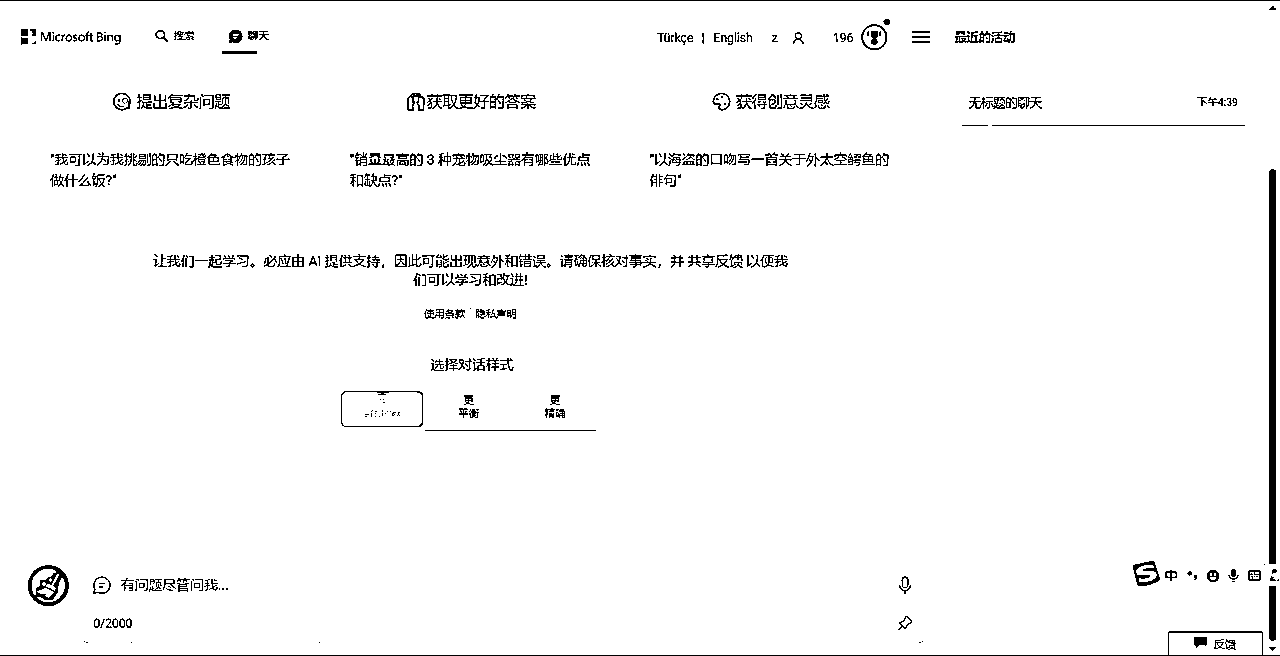 Microsoft Bing
搜索
聊天
Türkçe
English
z
196
最近的活动
提出复杂问题
获取更好的答案
获得创意灵感
无标题的聊天
下午4:39
"我可以为我挑剔的只吃橙色食物的孩子
做什么饭?"
"销量最高的 3 种宠物吸尘器有哪些优点
和缺点?"
"以海盗的口吻写一首关于外太空鳄鱼的
俳句"
让我们一起学习。必应由 AI 提供支持，因此可能出现意外和错误。请确保核对事实，并 共享反馈 以便我
们可以学习和改进!
使用条款
隐私声明
选择对话样式
更
平衡
更
精确
有问题尽管问我...
0/2000
中
反馈